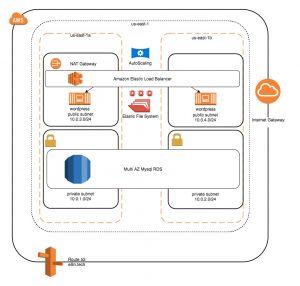 AWS
us-east-1
us-east-1a
us-east-1b
NAT Gateway
AutoScaling
Amazon Elastic Load Balancer
wordpress
public subnet
10.0.3.0/24
Elastic File System
wordpress
public subnet
10.0.4.0/24
Internet Gateway
Multi AZ Mysql RDS
private subnet
10.0.1.0/24
private subnet
10.0.2.0/24
Route 53